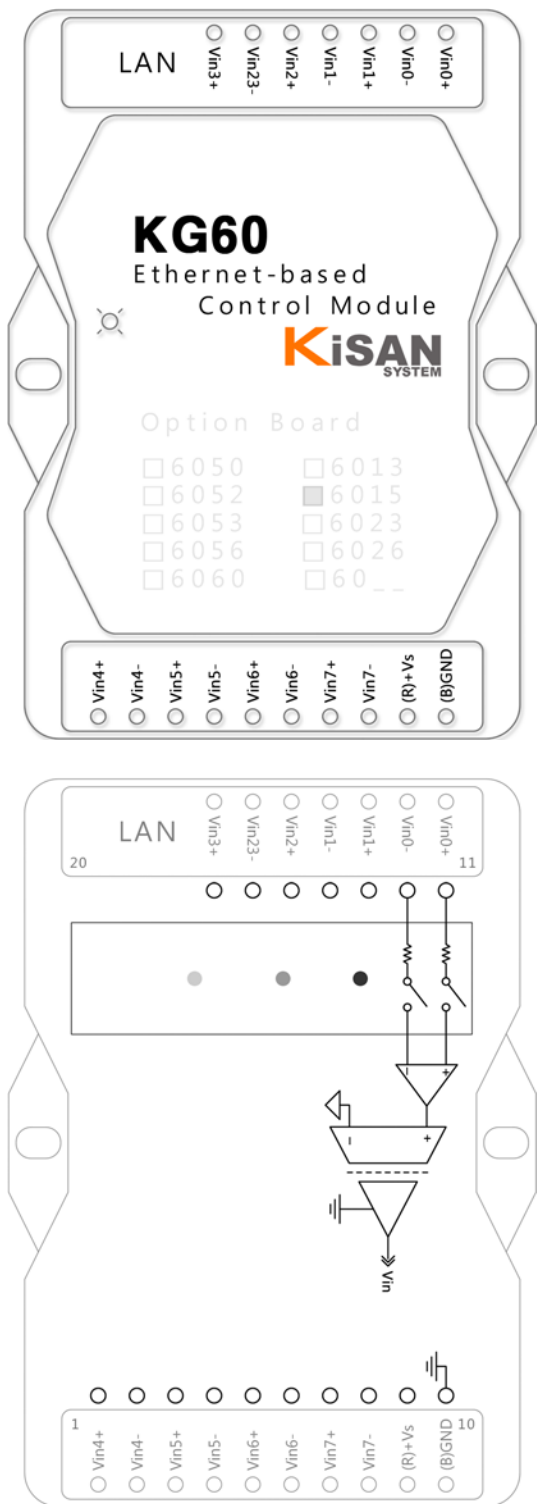 LAN
Vin3+ Vin23- Vin2+ Vin1- Vin1+ Vin0- Vin0+
KG60
Ethernet-based
Control Module
KiSAN
SYSTEM
Option Board
6050 6013
6052 6015
6053 6023
6056 6026
6060 60__
Vin4+ Vin4- Vin5+ Vin5- Vin6+ Vin6- Vin7+ Vin7- (R)+Vs (B)GND
LAN
Vin3+ Vin23- Vin2+ Vin1- Vin1+ Vin0- Vin0+
20 11
- +
- +
Vin
1 10
Vin4+ Vin4- Vin5+ Vin5- Vin6+ Vin6- Vin7+ Vin7- (R)+Vs (B)GND